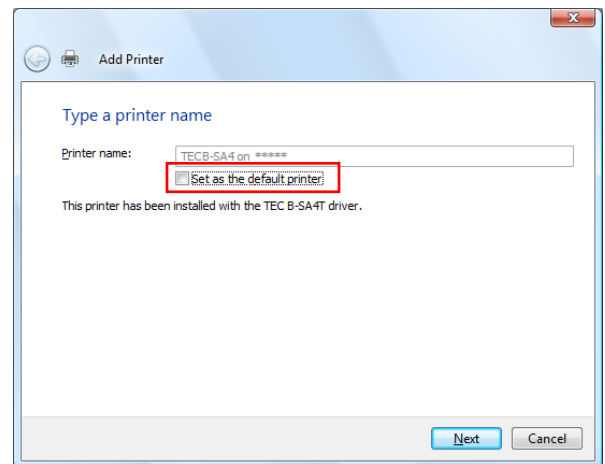 Add Printer
Type a printer name
Printer name:
TECB-SA4 on *****
Set as the default printer
This printer has been installed with the TEC B-SA4T driver.
Next
Cancel